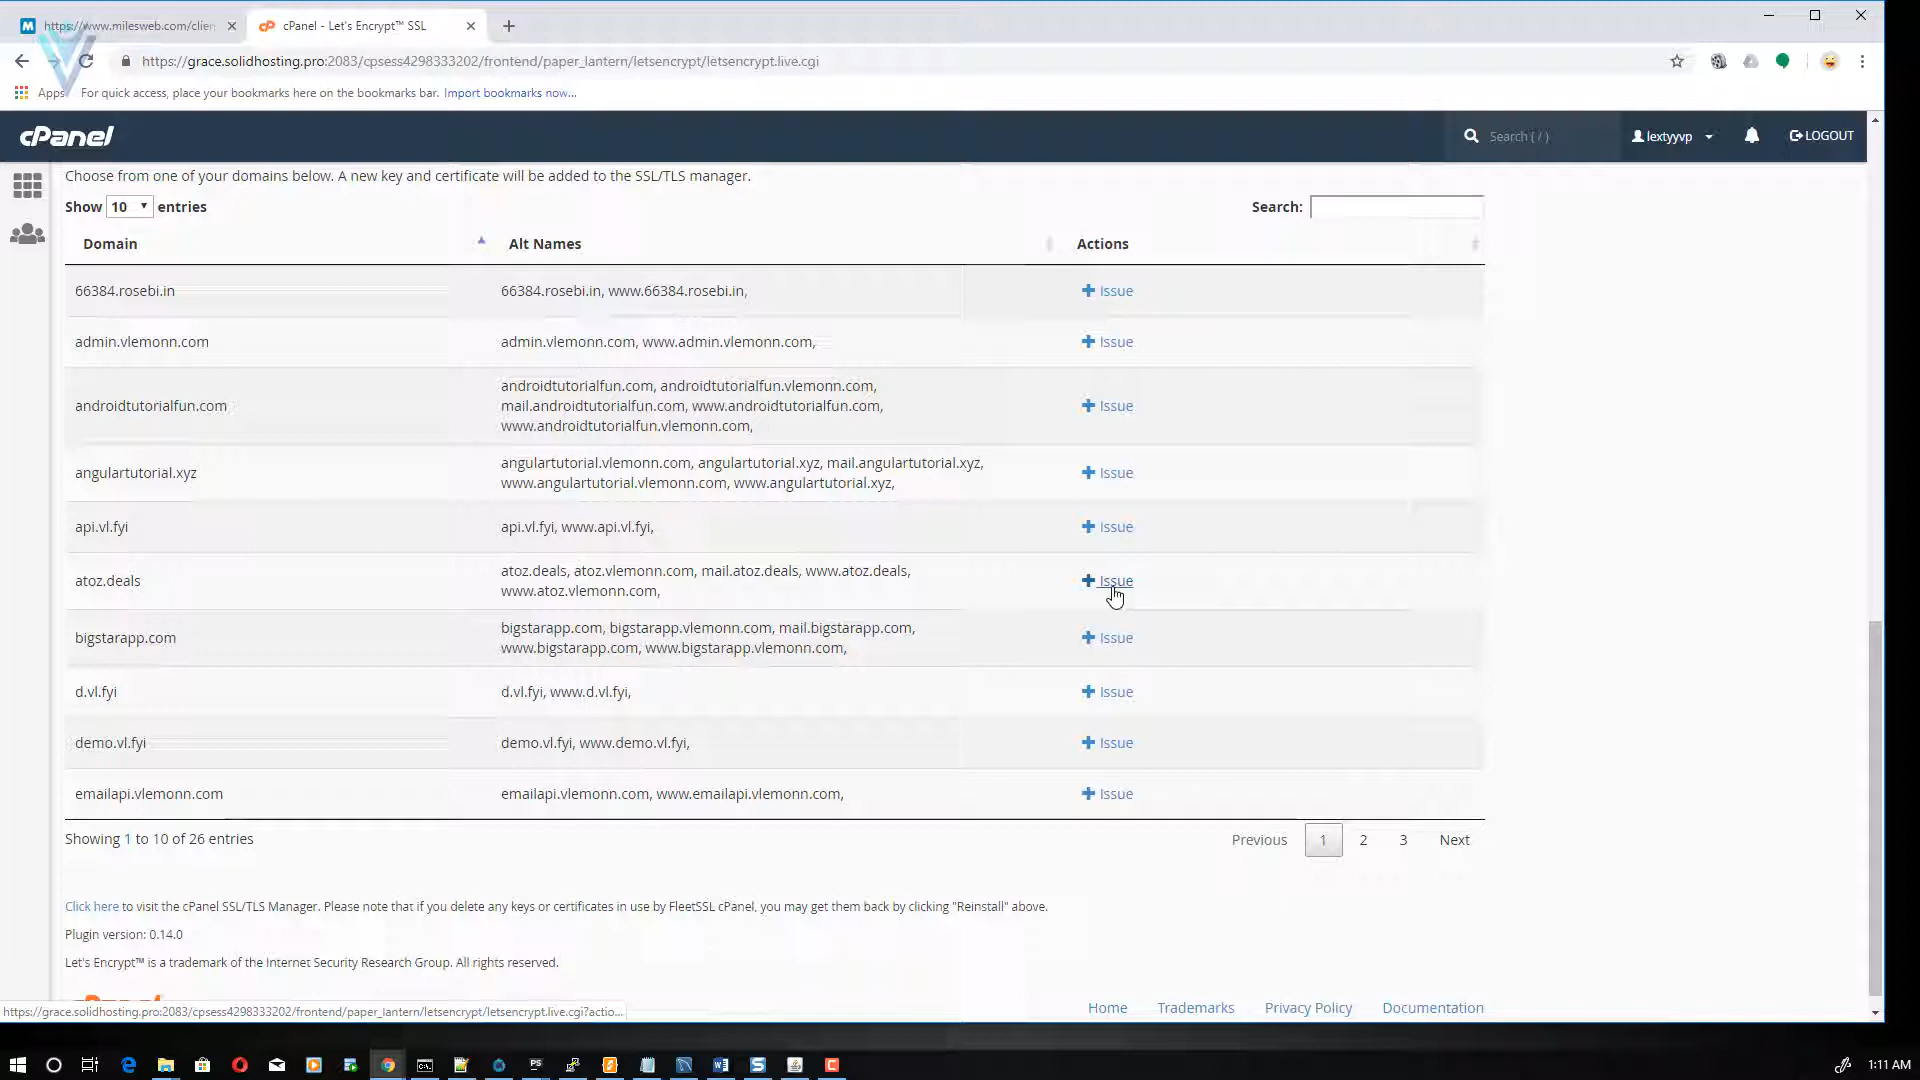 https://www.milesweb.com/clien
cPanel - Let's Encrypt™ SSL
https://grace.solidhosting.pro:2083/cpsess4298333202/frontend/paper_lantern/letsencrypt/letsencrypt.live.cgi
Apps
For quick access, place your bookmarks here on the bookmarks bar. Import bookmarks now...
cPanel
Search ( / )
lextyyvp
LOGOUT
Choose from one of your domains below. A new key and certificate will be added to the SSL/TLS manager.
Show 10 entries
Search:
Domain
Alt Names
Actions
66384.rosebi.in
66384.rosebi.in, www.66384.rosebi.in,
Issue
admin.vlemonn.com
admin.vlemonn.com, www.admin.vlemonn.com,
Issue
androidtutorialfun.com
androidtutorialfun.com, androidtutorialfun.vlemonn.com,
mail.androidtutorialfun.com, www.androidtutorialfun.com,
www.androidtutorialfun.vlemonn.com,
Issue
angulartutorial.xyz
angulartutorial.vlemonn.com, angulartutorial.xyz, mail.angulartutorial.xyz,
www.angulartutorial.vlemonn.com, www.angulartutorial.xyz,
Issue
api.vl.fyi
api.vl.fyi, www.api.vl.fyi,
Issue
atoz.deals
atoz.deals, atoz.vlemonn.com, mail.atoz.deals, www.atoz.deals,
www.atoz.vlemonn.com,
Issue
bigstarapp.com
bigstarapp.com, bigstarapp.vlemonn.com, mail.bigstarapp.com,
www.bigstarapp.com, www.bigstarapp.vlemonn.com,
Issue
d.vl.fyi
d.vl.fyi, www.d.vl.fyi,
Issue
demo.vl.fyi
demo.vl.fyi, www.demo.vl.fyi,
Issue
emailapi.vlemonn.com
emailapi.vlemonn.com, www.emailapi.vlemonn.com,
Issue
Showing 1 to 10 of 26 entries
Previous 1 2 3 Next
Click here to visit the cPanel SSL/TLS Manager. Please note that if you delete any keys or certificates in use by FleetSSL cPanel, you may get them back by clicking "Reinstall" above.
Plugin version: 0.14.0
Let's Encrypt™ is a trademark of the Internet Security Research Group. All rights reserved.
Home
Trademarks
Privacy Policy
Documentation
https://grace.solidhosting.pro:2083/cpsess4298333202/frontend/paper_lantern/letsencrypt/letsencrypt.live.cgi?actio...
1:11 AM